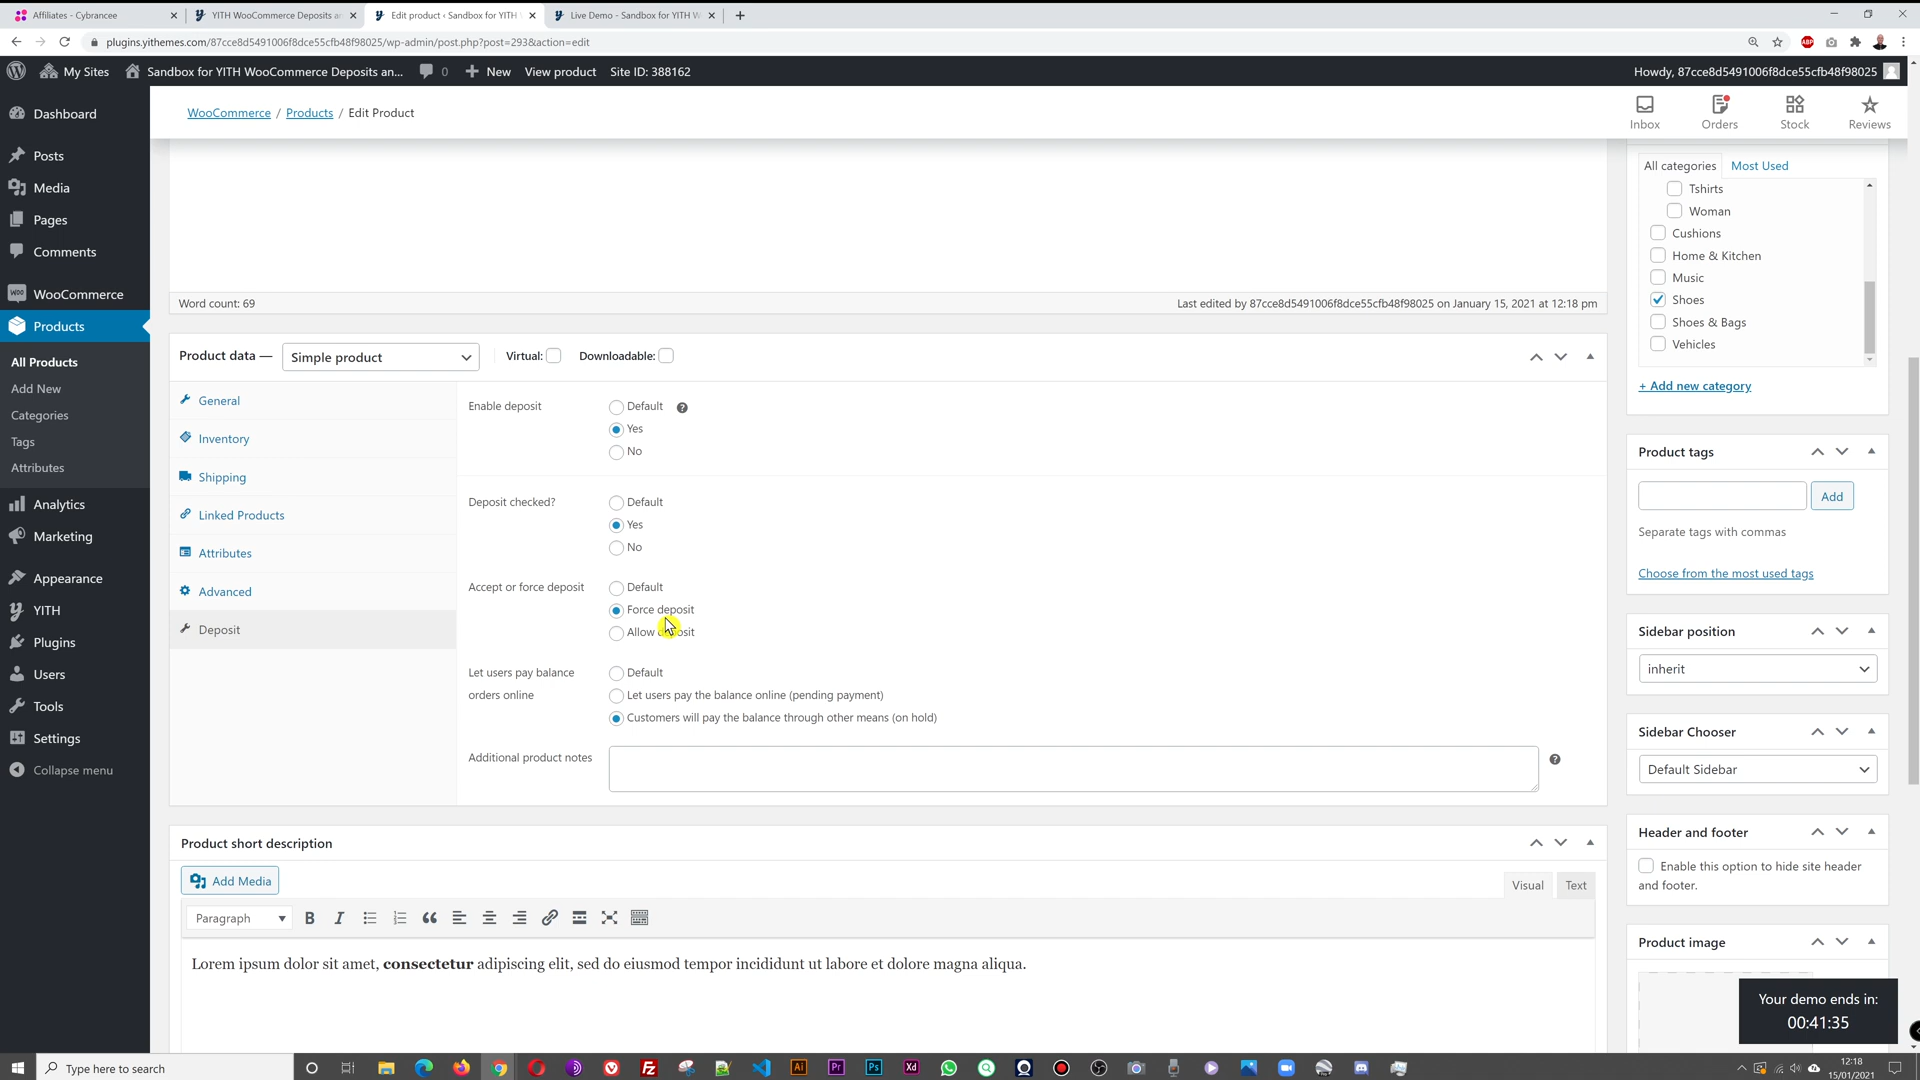 Affiliates - Cybrancee
YITH WooCommerce Deposits an
Edit product ‹ Sandbox for YITH
Live Demo - Sandbox for YITH W
plugins.yithemes.com/87cce8d5491006f8dce55cfb48f98025/wp-admin/post.php?post=293&action=edit
My Sites
Sandbox for YITH WooCommerce Deposits an...
0
New
View product
Site ID: 388162
Howdy, 87cce8d5491006f8dce55cfb48f98025
WooCommerce / Products / Edit Product
Inbox
Orders
Stock
Reviews
Dashboard
Posts
Media
Pages
Comments
WooCommerce
Products
All Products
Add New
Categories
Tags
Attributes
Analytics
Marketing
Appearance
YITH
Plugins
Users
Tools
Settings
Collapse menu
Word count: 69
Last edited by 87cce8d5491006f8dce55cfb48f98025 on January 15, 2021 at 12:18 pm
Product data —
Simple product
Virtual:
Downloadable:
General
Inventory
Shipping
Linked Products
Attributes
Advanced
Deposit
Enable deposit
Default
Yes
No
Deposit checked?
Default
Yes
No
Accept or force deposit
Default
Force deposit
Allow
Let users pay balance
orders online
Default
Let users pay the balance online (pending payment)
Customers will pay the balance through other means (on hold)
Additional product notes
Product short description
Add Media
Visual
Text
Paragraph
Lorem ipsum dolor sit amet, consectetur adipiscing elit, sed do eiusmod tempor incididunt ut labore et dolore magna aliqua.
All categories
Most Used
Tshirts
Woman
Cushions
Home & Kitchen
Music
Shoes
Shoes & Bags
Vehicles
+ Add new category
Product tags
Add
Separate tags with commas
Choose from the most used tags
Sidebar position
inherit
Sidebar Chooser
Default Sidebar
Header and footer
Enable this option to hide site header
and footer.
Product image
Your demo ends in:
00:41:35
Type here to search
12:18
15/01/2021